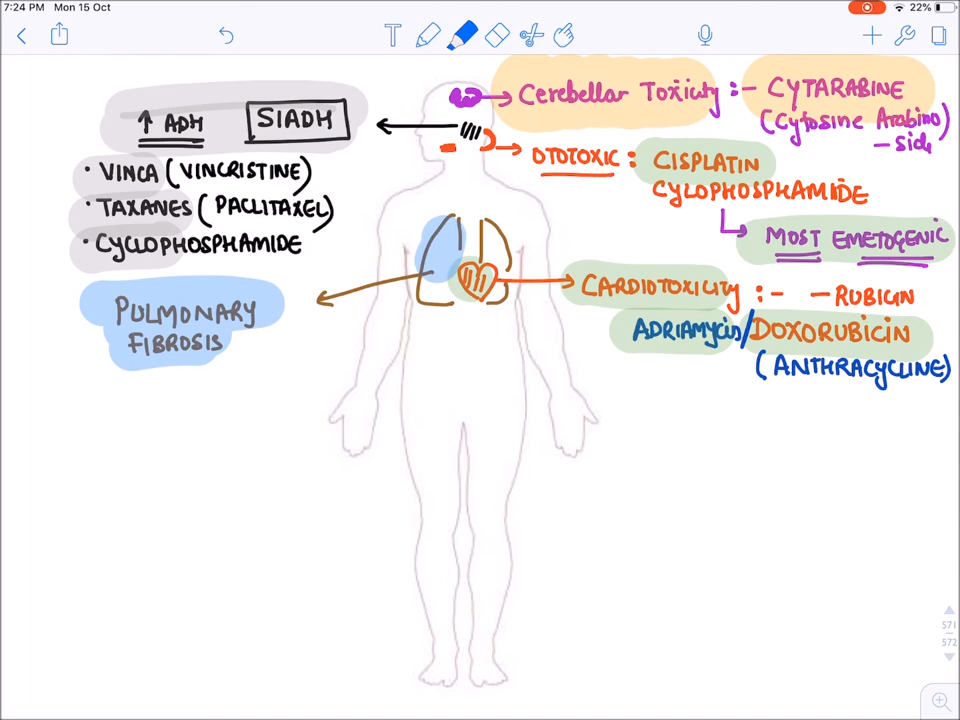 7:24 PM Mon 15 Oct
22%
T
Cerebellar Toxicity :- CYTARABINE
(Cytosine Arabino
- side)
↑ ADH SIADH
• VINCA (VINCRISTINE)
• TAXANES (PACLITAXEL)
• CYCLOPHOSPHAMIDE
OTOTOXIC : CISPLATIN
CYLOPHOSPHAMIDE
MOST EMETOGENIC
PULMONARY
FIBROSIS
CARDIOTOXICITY :- - RUBICIN
ADRIAMYCIN/DOXORUBICIN
(ANTHRACYCLINE)
571
572